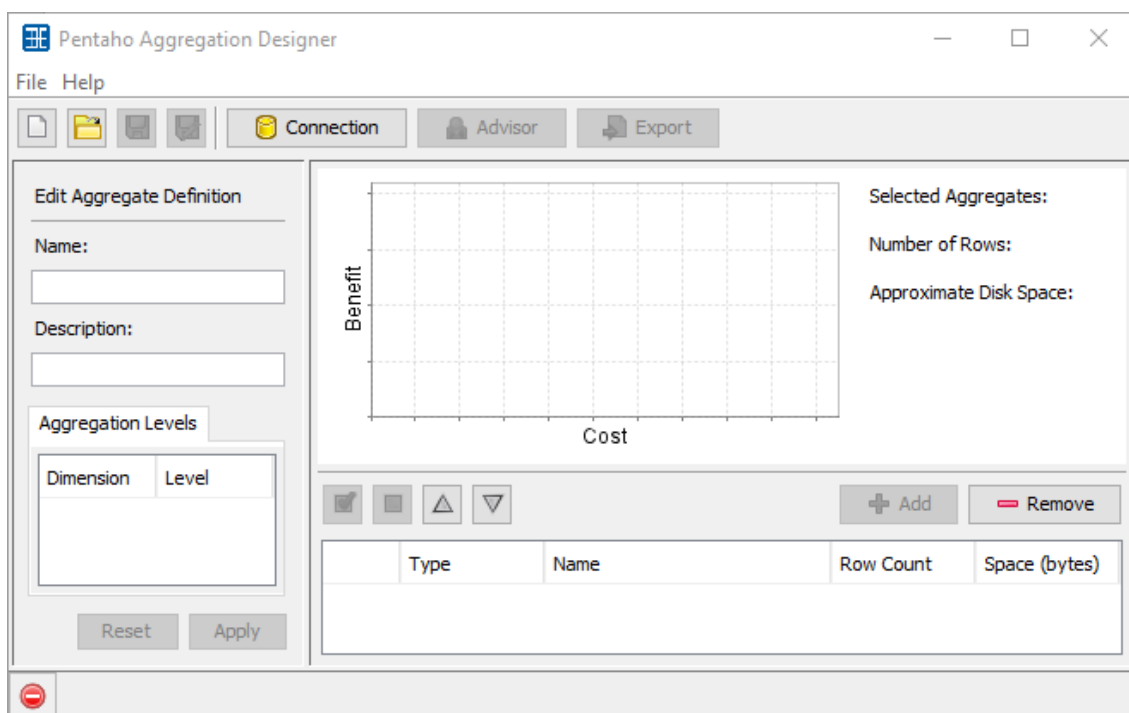 Pentaho Aggregation Designer
File Help
Connection Advisor Export
Edit Aggregate Definition
Name:
Description:
Aggregation Levels
Dimension Level
Reset Apply
Benefit
Cost
Selected Aggregates:
Number of Rows:
Approximate Disk Space:
Add Remove
Type Name Row Count Space (bytes)